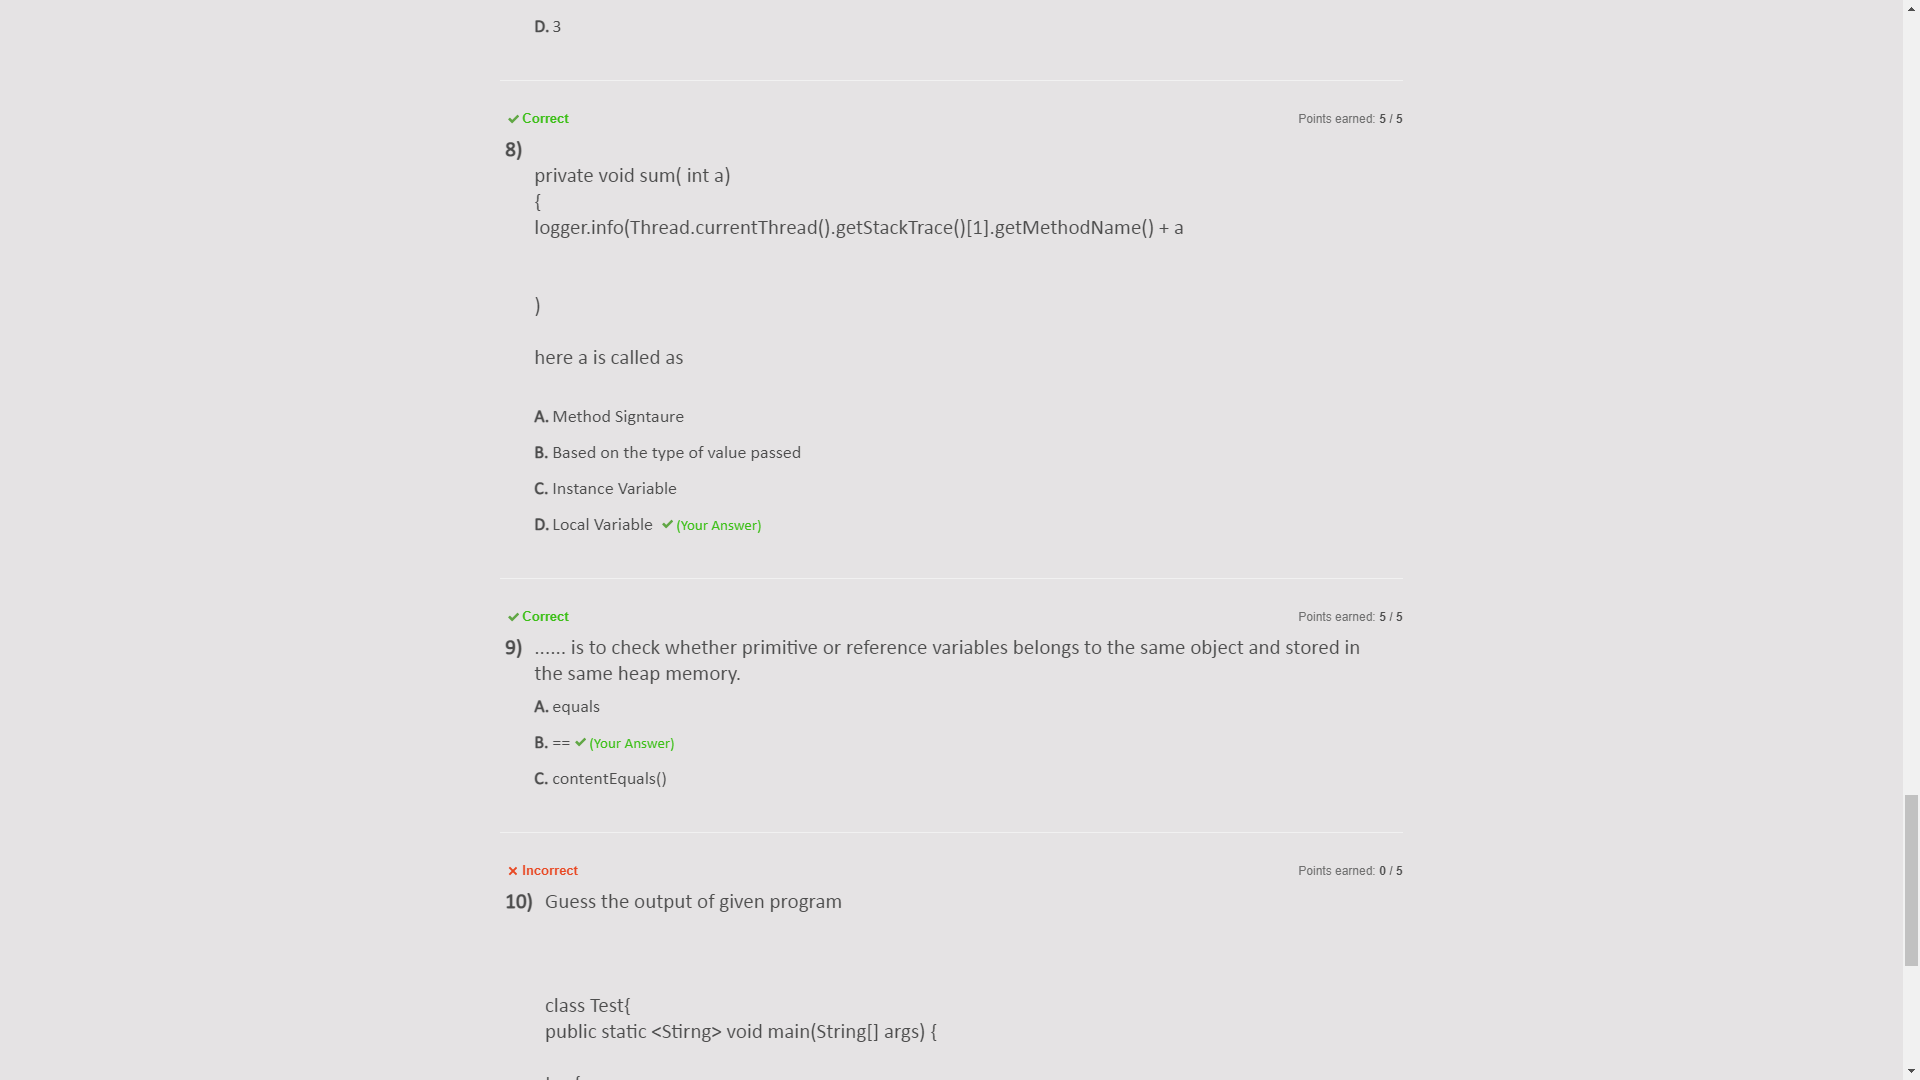 D. 3
Correct
Points earned: 5 / 5
8)
private void sum( int a)
{
logger.info(Thread.currentThread().getStackTrace()[1].getMethodName() + a
)
here a is called as
A. Method Signtaure
B. Based on the type of value passed
C. Instance Variable
D. Local Variable (Your Answer)
Correct
Points earned: 5 / 5
9) ...... is to check whether primitive or reference variables belongs to the same object and stored in
the same heap memory.
A. equals
B. == (Your Answer)
C. contentEquals()
Incorrect
Points earned: 0 / 5
10) Guess the output of given program
class Test{
public static <Stirng> void main(String[] args) {